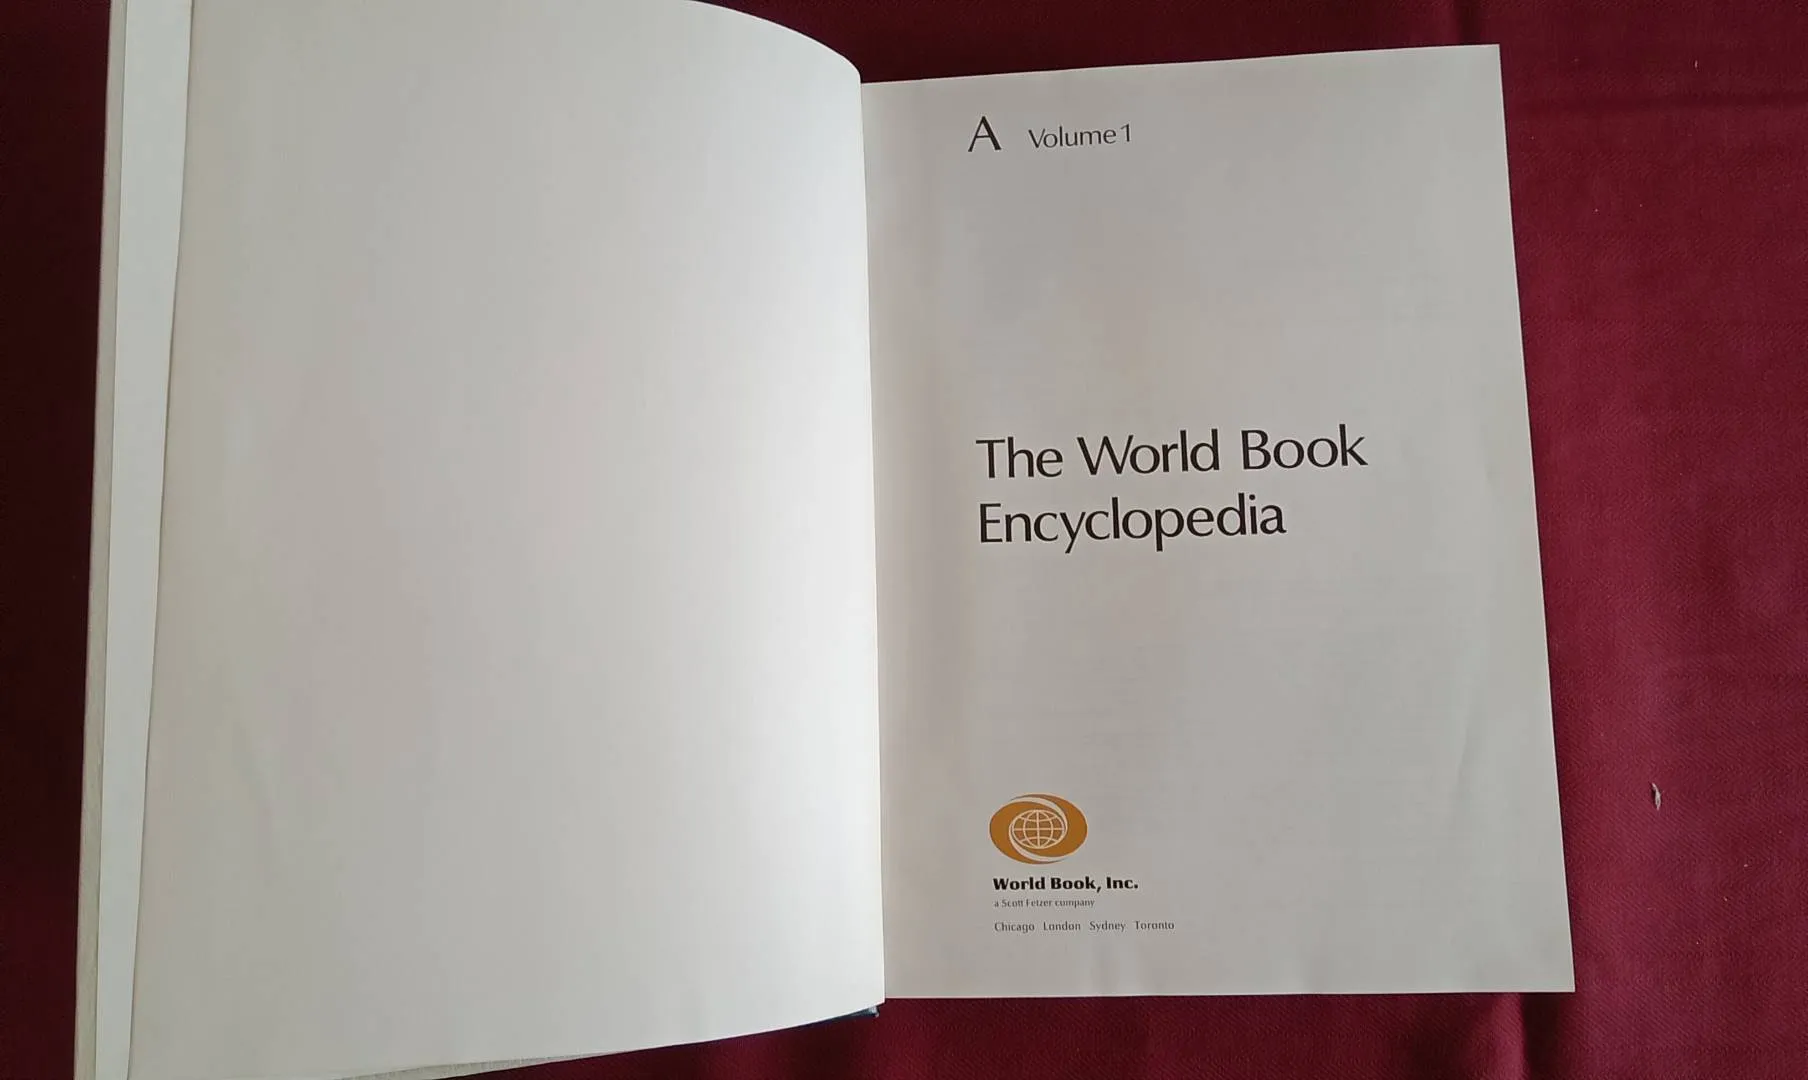 A Volume 1
The World Book
Encyclopedia
World Book, Inc.
a Scott Fetzer company
Chicago London Sydney Toronto